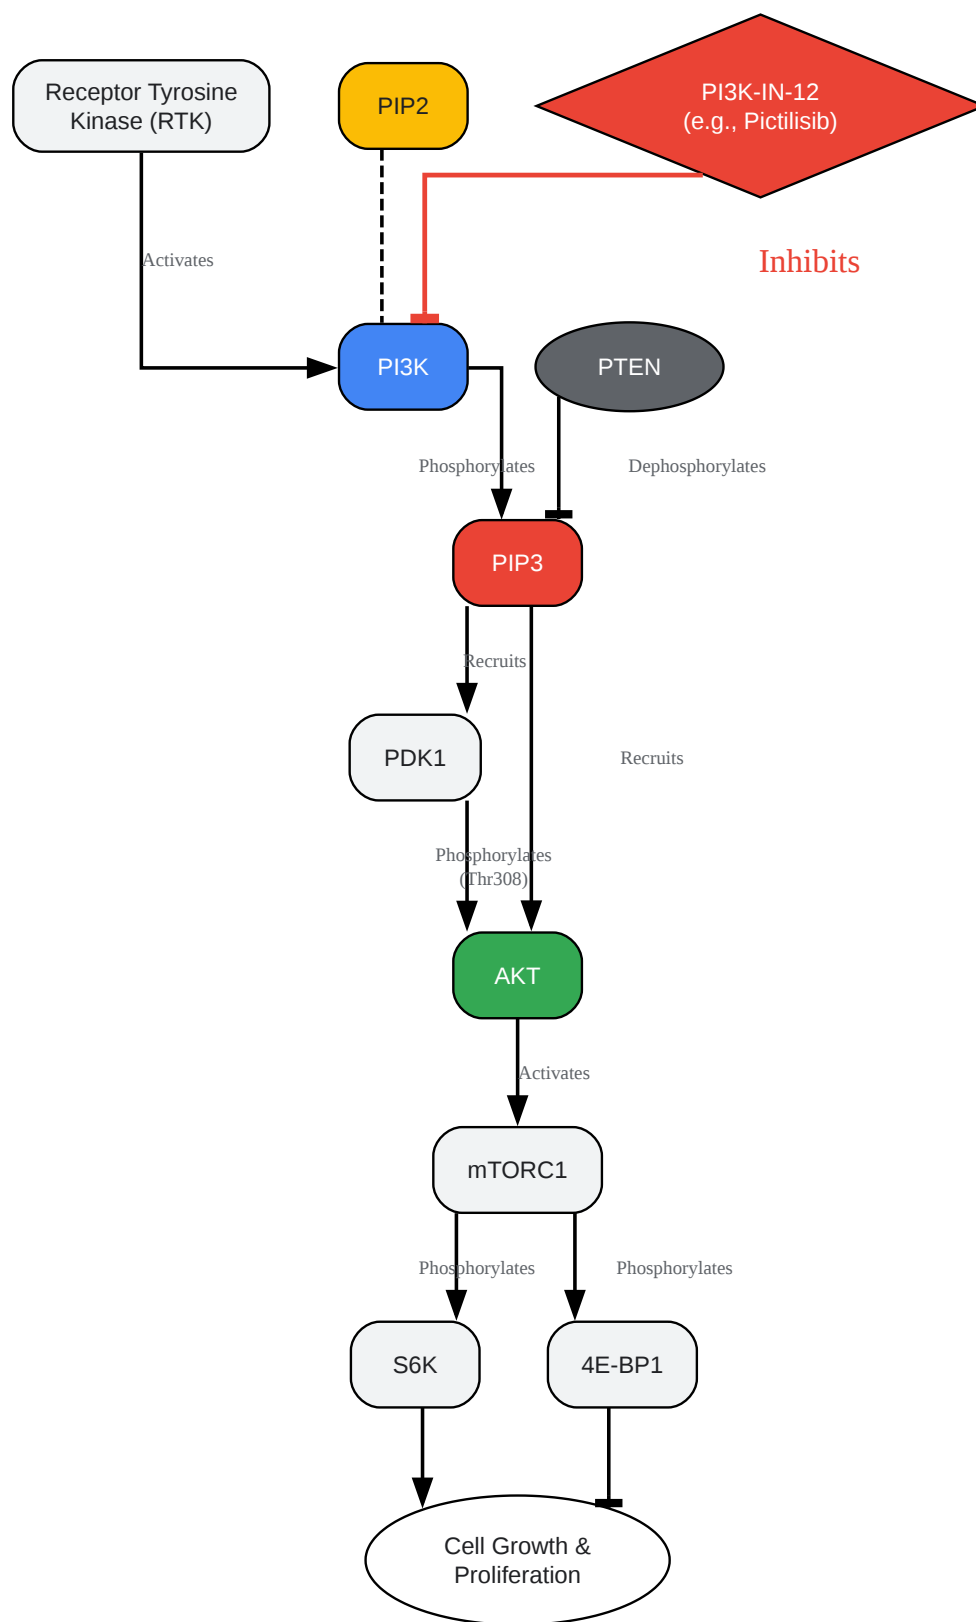 Receptor Tyrosine
Kinase (RTK)
PIP2
PI3K-IN-12
(e.g., Pictilisib)
Activates
Inhibits
PI3K
PTEN
Phosphorylates
Dephosphorylates
PIP3
Recruits
PDK1
Recruits
Phosphorylates
(Thr308)
AKT
Activates
mTORC1
Phosphorylates
Phosphorylates
S6K
4E-BP1
Cell Growth &
Proliferation